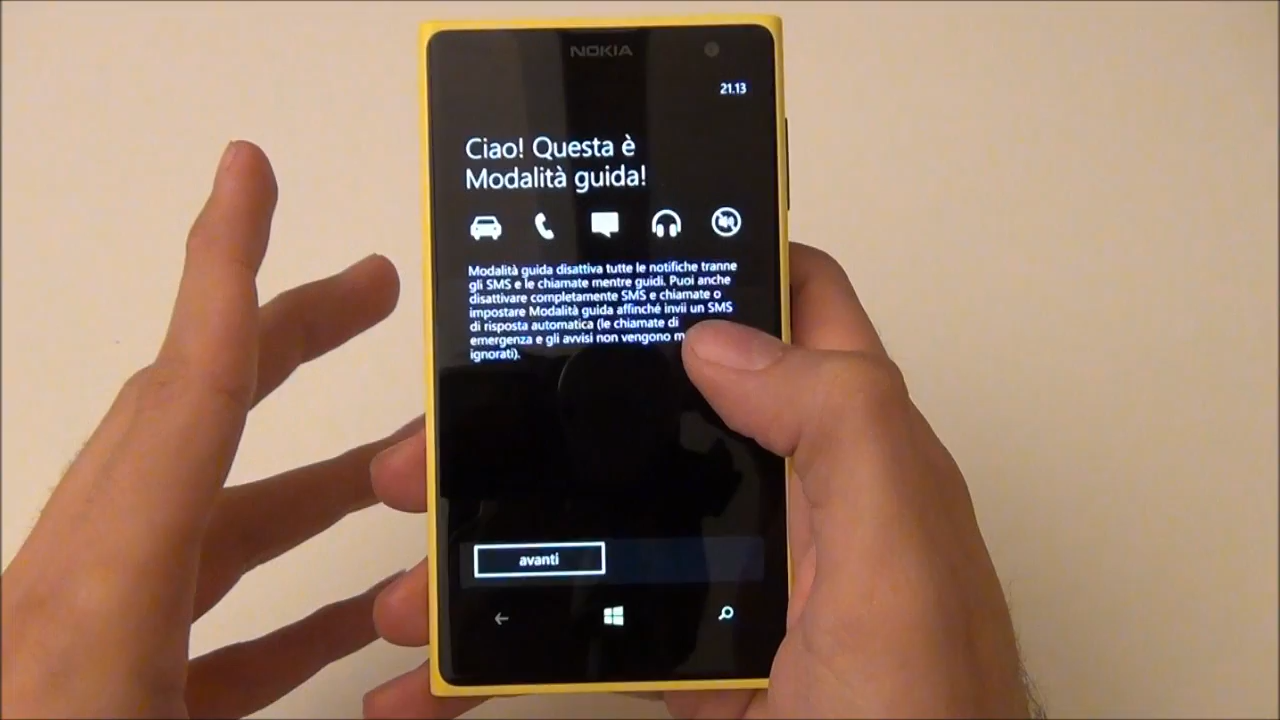 NOKIA
21.13
Ciao! Questa è
Modalità guida!
Modalità guida disattiva tutte le notifiche tranne
gli SMS e le chiamate mentre guidi. Puoi anche
disattivare completamente SMS e chiamate o
impostare Modalità guida affinché invii un SMS
di risposta automatica (le chiamate di
emergenza e gli avvisi non vengono
ignorati).
avanti